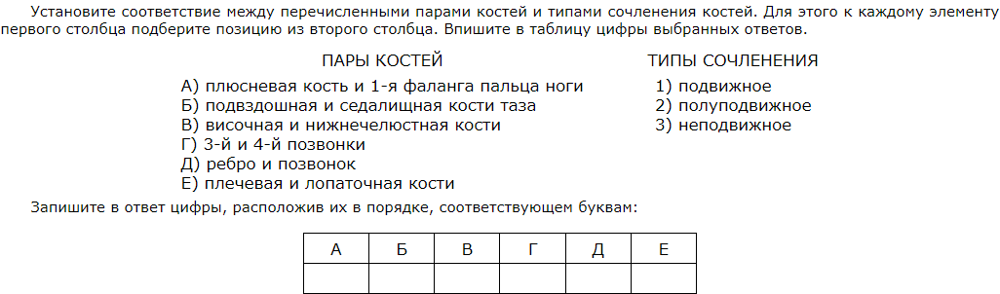 Установите соответствие между перечисленными парами костей и типами сочленения костей. Для этого к каждому элементу
первого столбца подберите позицию из второго столбца. Впишите в таблицу цифры выбранных ответов.
ПАРЫ КОСТЕЙ
А) плюсневая кость и 1-я фаланга пальца ноги
Б) подвздошная и седалищная кости таза
В) височная и нижнечелюстная кости
Г) 3-й и 4-й позвонки
Д) ребро и позвонок
Е) плечевая и лопаточная кости
ТИПЫ СОЧЛЕНЕНИЯ
1) подвижное
2) полуподвижное
3) неподвижное
Запишите в ответ цифры, расположив их в порядке, соответствующем буквам:
А Б В Г Д Е